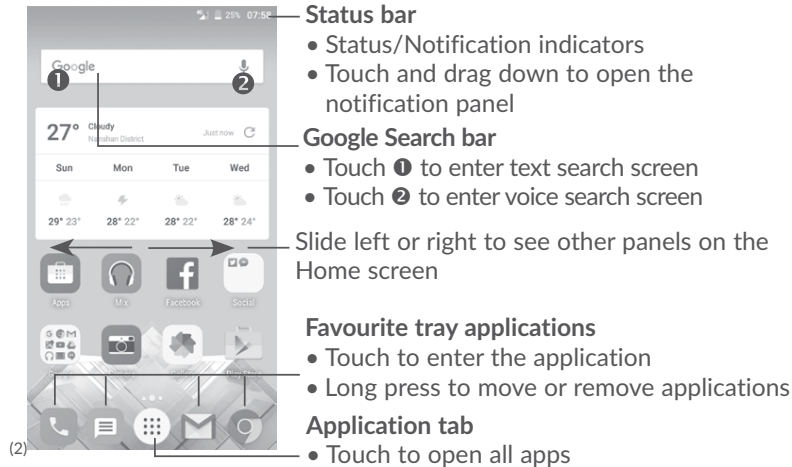 25% 07:58
Status bar
• Status/Notification indicators
• Touch and drag down to open the
notification panel
Google
❶ ❷
27° Cloudy
Nanshan District
Just now
Sun Mon Tue Wed
29° 23° 28° 22° 28° 22° 28° 24°
Google Search bar
• Touch ❶ to enter text search screen
• Touch ❷ to enter voice search screen
Slide left or right to see other panels on the
Home screen
Apps Mix Facebook Social
Favourite tray applications
• Touch to enter the application
• Long press to move or remove applications
Application tab
• Touch to open all apps
(2)